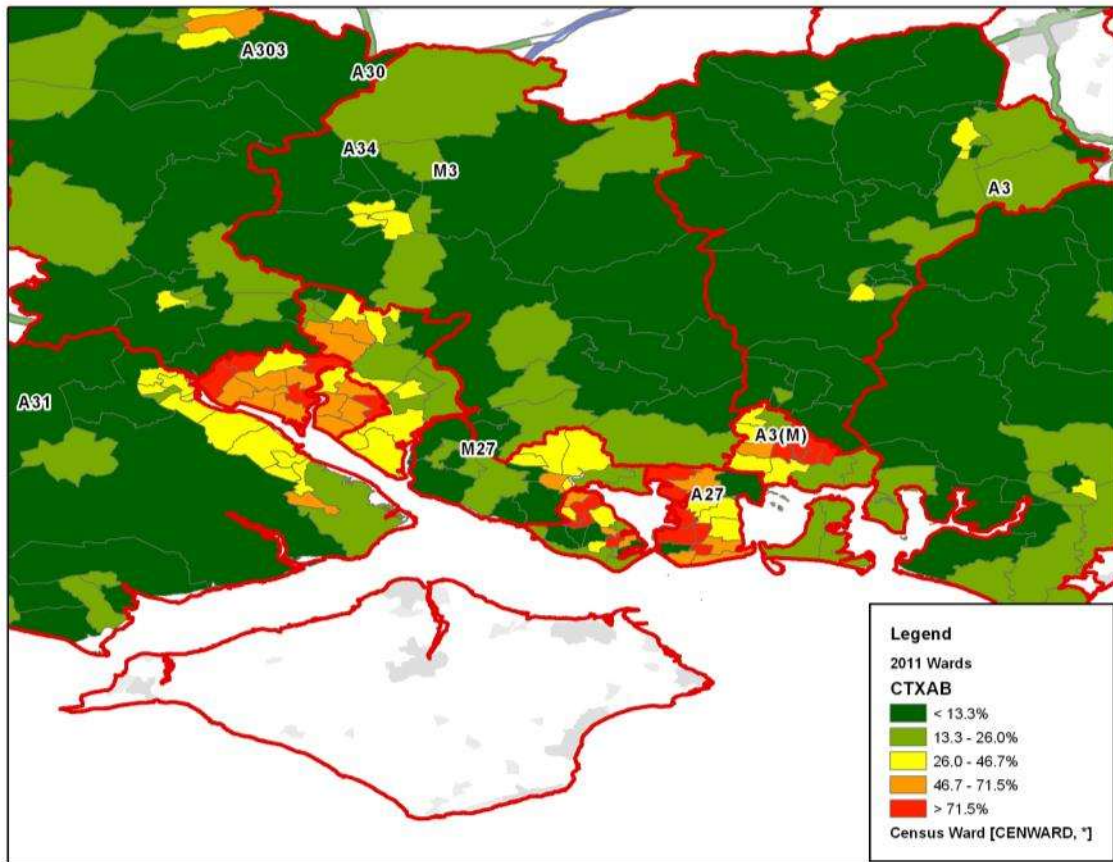 A303
A30
A34
M3
A3
A31
M27
A3(M)
A27
Legend
2011 Wards
CTXAB
< 13.3%
13.3 - 26.0%
26.0 - 46.7%
46.7 - 71.5%
> 71.5%
Census Ward [CENWARD, *]